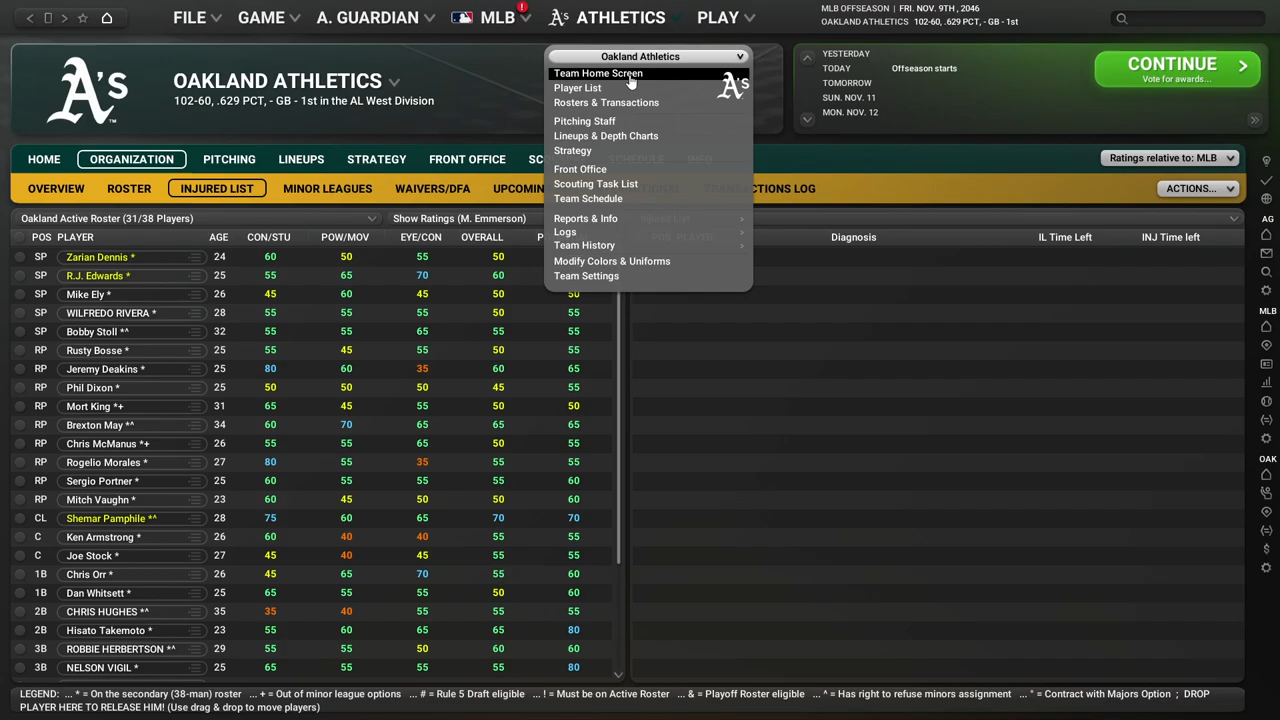 FILE GAME A. GUARDIAN MLB ! ATHLETICS PLAY
MLB OFFSEASON | FRI. NOV. 9TH, 2046
OAKLAND ATHLETICS 102-60, .629 PCT, - GB - 1st
A's
OAKLAND ATHLETICS
102-60, .629 PCT, - GB - 1st in the AL West Division
Oakland Athletics
Team Home Screen
Player List
Rosters & Transactions
Pitching Staff
Lineups & Depth Charts
Strategy
Front Office
Scouting Task List
Team Schedule
Reports & Info
Logs
Team History
Modify Colors & Uniforms
Team Settings
A's
YESTERDAY
TODAY Offseason starts
TOMORROW
SUN. NOV. 11
MON. NOV. 12
CONTINUE
Vote for awards...
HOME ORGANIZATION PITCHING LINEUPS STRATEGY FRONT OFFICE SC SCHEDULE INFO
Ratings relative to: MLB
OVERVIEW ROSTER INJURED LIST MINOR LEAGUES WAIVERS/DFA UPCOMIN TRANSACTIONS LOG
ACTIONS...
Oakland Active Roster (31/38 Players) Show Ratings (M. Emmerson) Injured List
POS PLAYER AGE CON/STU POW/MOV EYE/CON OVERALL P POS PLAYER Diagnosis IL Time Left INJ Time left
SP Zarian Dennis * 24 60 50 55 50
SP R.J. Edwards * 25 55 65 70 60
SP Mike Ely * 26 45 60 45 50 50
SP WILFREDO RIVERA * 28 55 55 55 50 55
SP Bobby Stoll *^ 32 55 55 65 55 55
RP Rusty Bosse * 25 55 45 55 50 55
RP Jeremy Deakins * 25 80 60 35 60 65
RP Phil Dixon * 25 50 50 50 45 55
RP Mort King *+ 31 65 45 55 50 50
RP Brexton May *^ 34 60 70 65 65 65
RP Chris McManus *+ 26 55 55 65 50 55
RP Rogelio Morales * 27 80 55 35 55 55
RP Sergio Portner * 25 60 55 55 55 60
RP Mitch Vaughn * 23 60 45 50 50 60
CL Shemar Pamphile *^ 28 75 60 65 70 70
C Ken Armstrong * 26 60 40 40 55 55
C Joe Stock * 27 45 40 45 55 55
1B Chris Orr * 26 45 65 70 55 60
1B Dan Whitsett * 25 65 55 55 50 60
2B CHRIS HUGHES *^ 35 35 40 55 55 55
2B Hisato Takemoto * 23 55 60 65 65 80
3B ROBBIE HERBERTSON *^ 29 55 55 50 60 60
3B NELSON VIGIL * 25 65 55 55 55 80
AG
MLB
OAK
LEGEND: ... * = On the secondary (38-man) roster ... + = Out of minor league options ... # = Rule 5 Draft eligible ... ! = Must be on Active Roster ... & = Playoff Roster eligible ... ^ = Has right to refuse minors assignment ... ° = Contract with Majors Option ; DROP
PLAYER HERE TO RELEASE HIM! (Use drag & drop to move players)